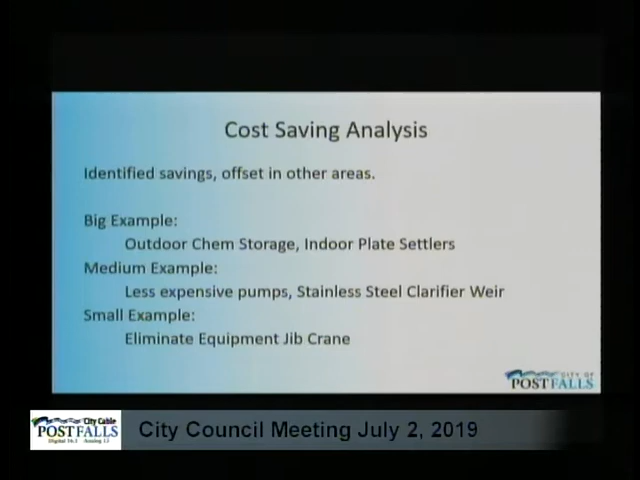 Cost Saving Analysis
Identified savings, offset in other areas.
Big Example:
Outdoor Chem Storage, Indoor Plate Settlers
Medium Example:
Less expensive pumps, Stainless Steel Clarifier Weir
Small Example:
Eliminate Equipment Jib Crane
CITY OF
POST FALLS
City Cable
POST FALLS
City Council Meeting July 2, 2019